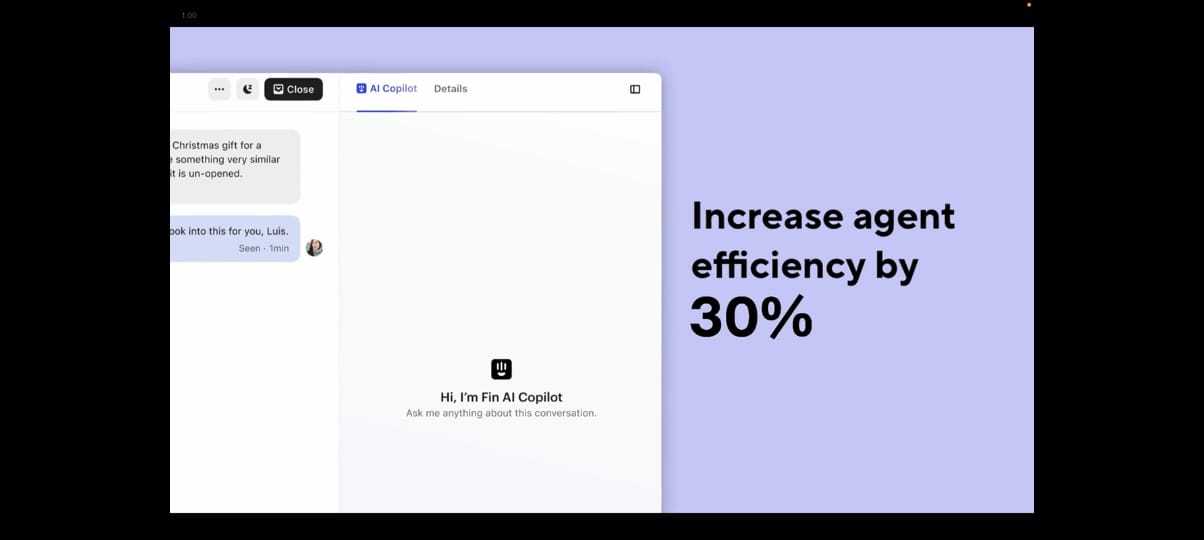 1:00
Close
AI Copilot
Details
Christmas gift for a
something very similar
it is un-opened.
ook into this for you, Luis.
Seen · 1min
Hi, I'm Fin AI Copilot
Ask me anything about this conversation.
Increase agent
efficiency by
30%